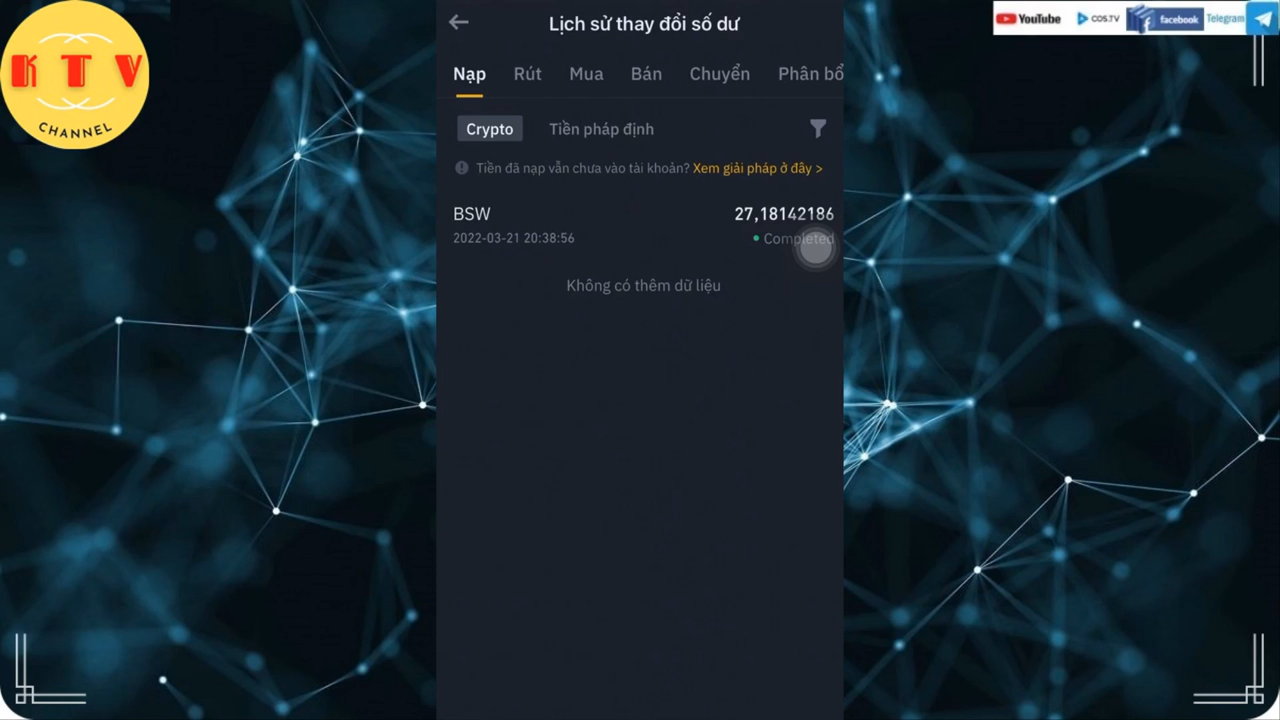 K T V
CHANNEL
YouTube
COS.TV
facebook
Telegram
Lịch sử thay đổi số dư
Nạp Rút Mua Bán Chuyển Phân bổ
Crypto Tiền pháp định
Tiền đã nạp vẫn chưa vào tài khoản? Xem giải pháp ở đây >
BSW 27,18142186
2022-03-21 20:38:56 Completed
Không có thêm dữ liệu